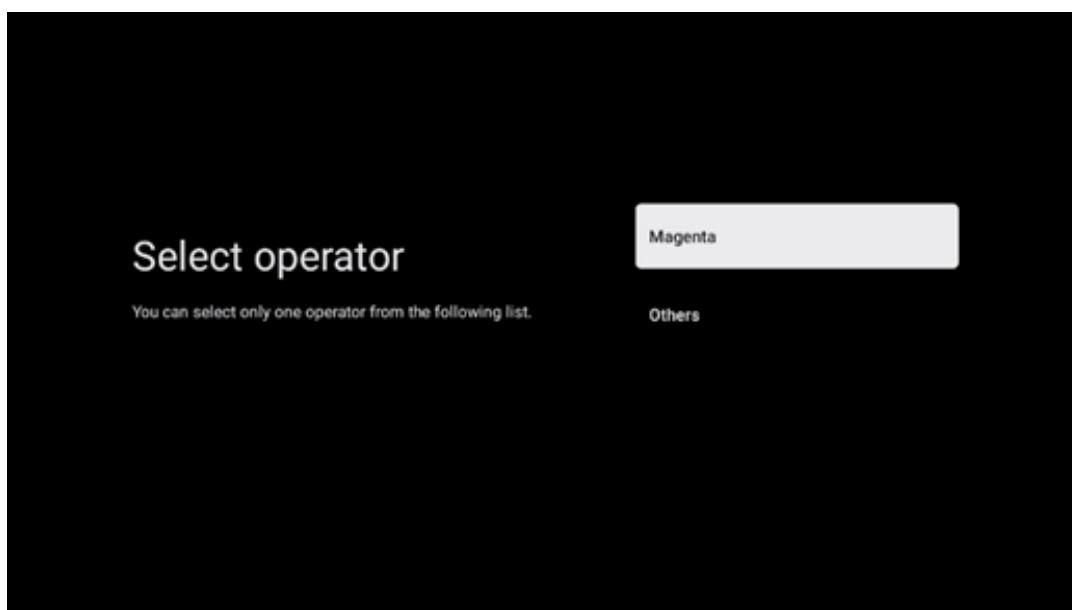 Select operator
You can select only one operator from the following list.
Magenta
Others